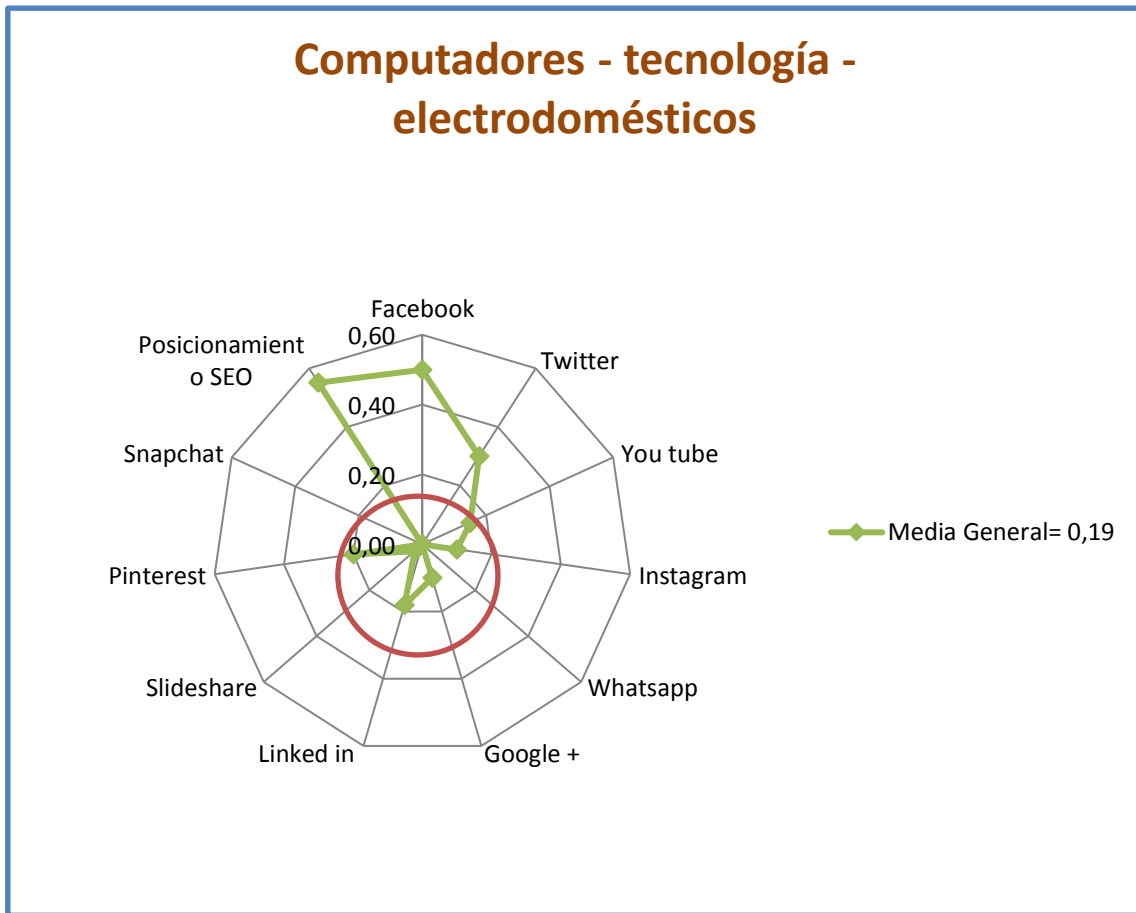 Computadores - tecnología -
electrodomésticos
Facebook
0,60
Posicionamient
o SEO
Twitter
0,40
Snapchat
You tube
0,20
0,00
Media General= 0,19
Pinterest
Instagram
Slideshare
Whatsapp
Linked in
Google +